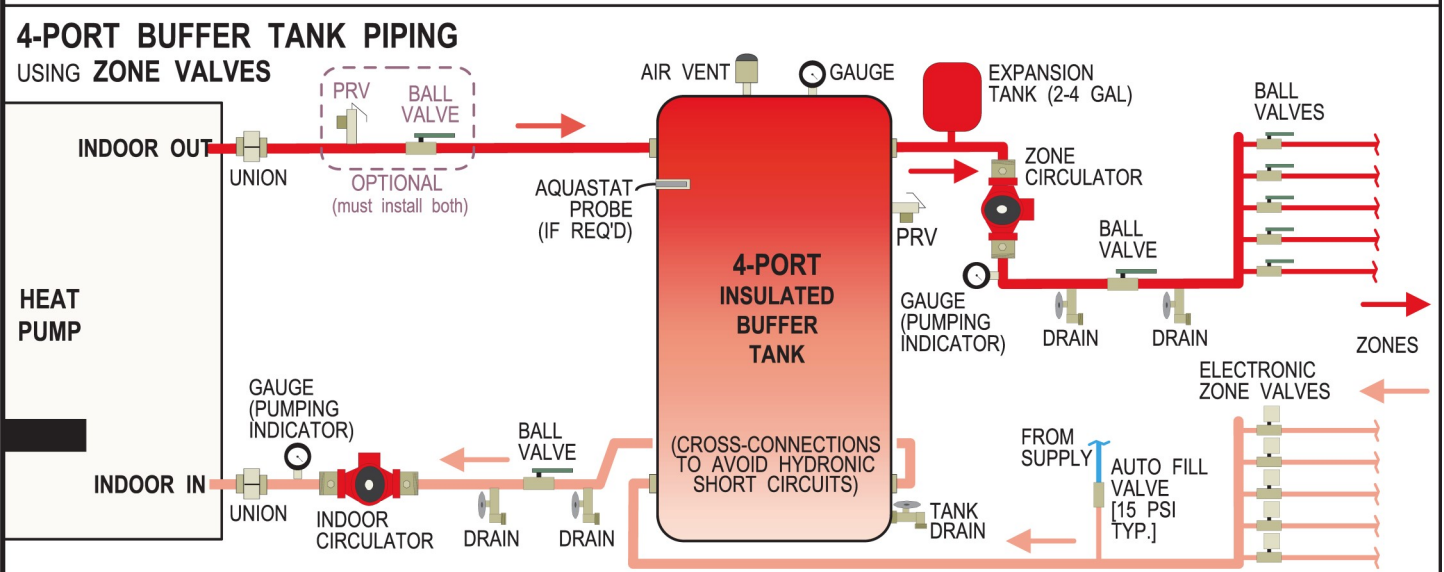 4-PORT BUFFER TANK PIPING
USING ZONE VALVES
PRV
BALL
VALVE
OPTIONAL
(must install both)
INDOOR OUT
UNION
AIR VENT
GAUGE
EXPANSION
TANK (2-4 GAL)
BALL
VALVES
ZONE
CIRCULATOR
AQUASTAT
PROBE
(IF REQ'D)
PRV
BALL
VALVE
4-PORT
INSULATED
BUFFER
TANK
HEAT
PUMP
GAUGE
(PUMPING
INDICATOR)
DRAIN
DRAIN
ZONES
ELECTRONIC
ZONE VALVES
GAUGE
(PUMPING
INDICATOR)
BALL
VALVE
(CROSS-CONNECTIONS
TO AVOID HYDRONIC
SHORT CIRCUITS)
FROM
SUPPLY
AUTO FILL
VALVE
[15 PSI
TYP.]
INDOOR IN
UNION
INDOOR
CIRCULATOR
DRAIN
DRAIN
TANK
DRAIN